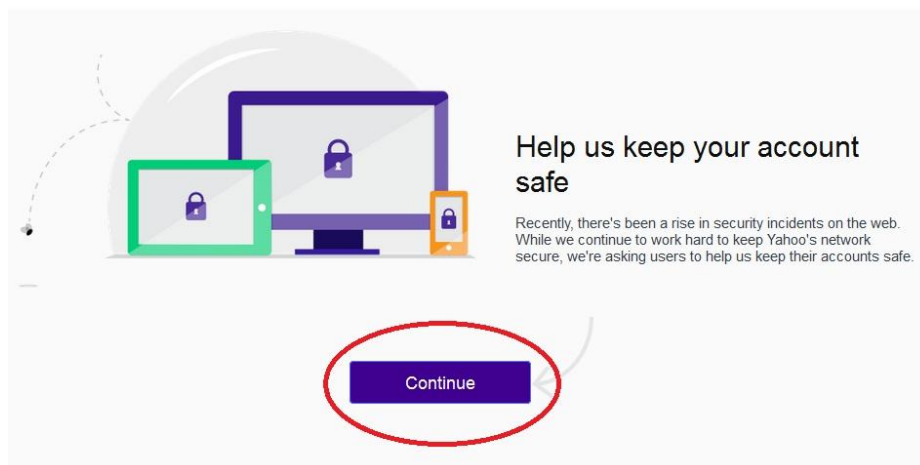 Help us keep your account
safe
Recently, there's been a rise in security incidents on the web.
While we continue to work hard to keep Yahoo's network
secure, we're asking users to help us keep their accounts safe.
Continue